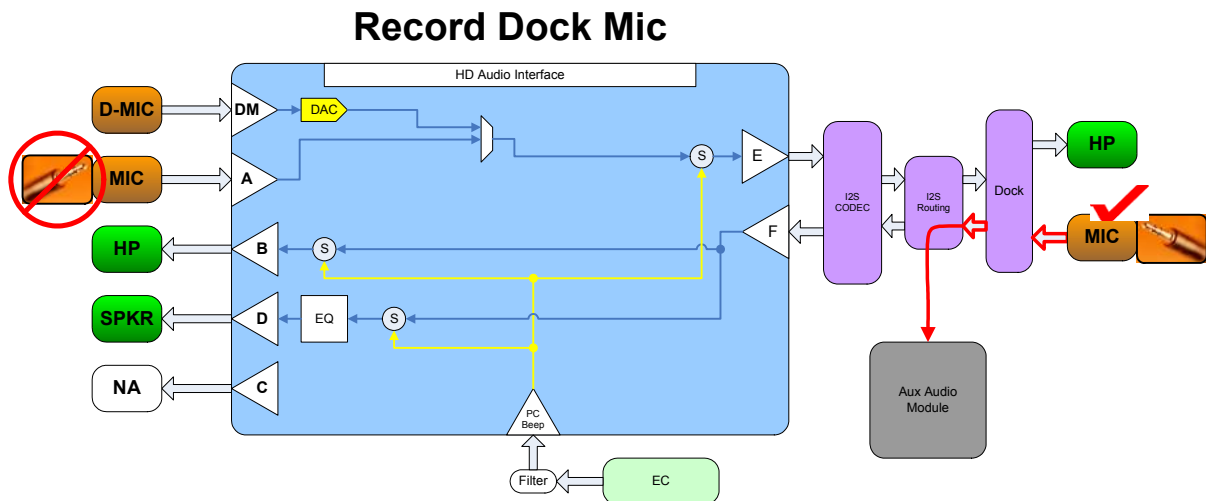 Record Dock Mic
HD Audio Interface
D-MIC
DM
DAC
MIC
A
S
E
I2S
CODEC
I2S
Routing
Dock
HP
MIC
F
HP
B
S
SPKR
D
EQ
S
NA
C
PC
Beep
Filter
EC
Aux Audio
Module